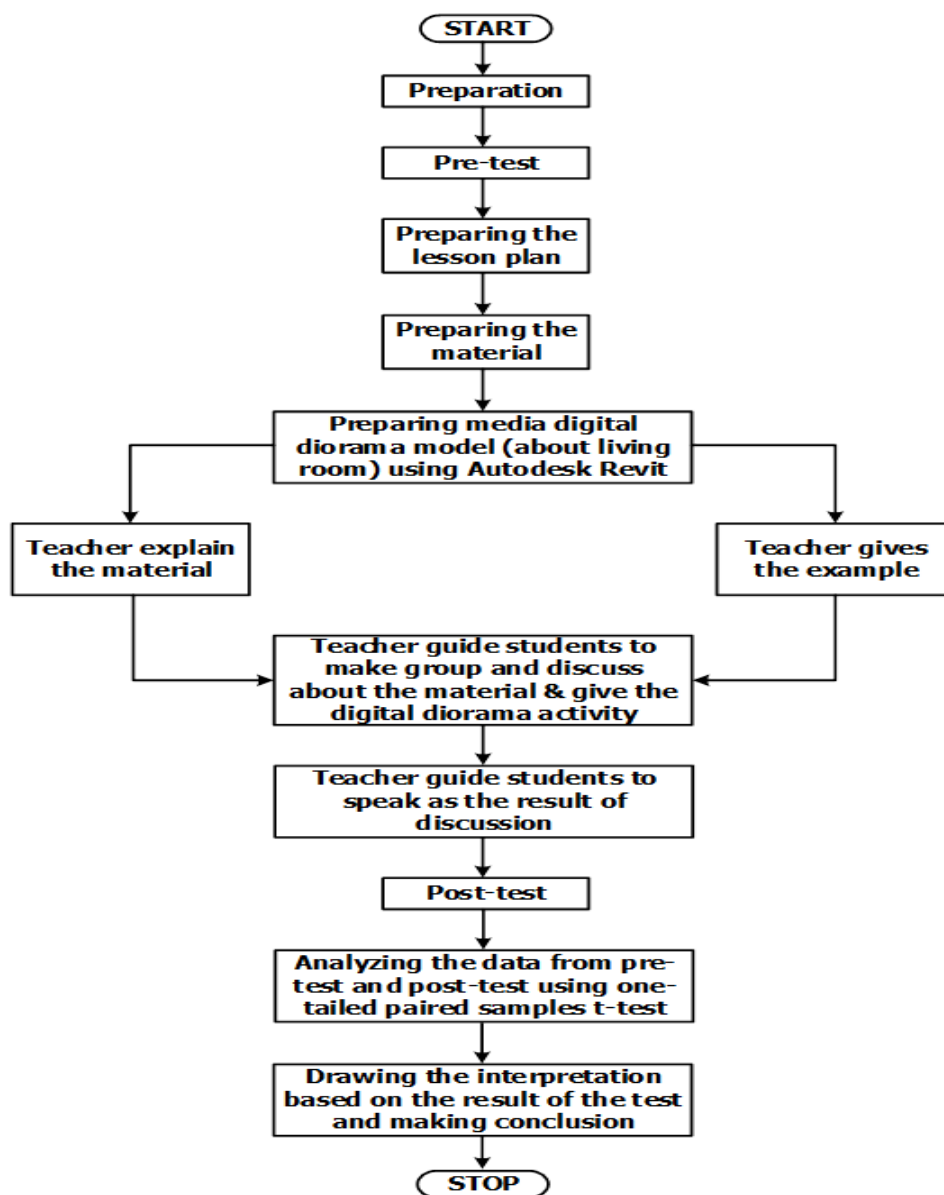 START
Preparation
Pre-test
Preparing the
lesson plan
Preparing the
material
Preparing media digital
diorama model (about living
room) using Autodesk Revit
Teacher explain
the material
Teacher gives
the example
Teacher guide students to
make group and discuss
about the material & give the
digital diorama activity
Teacher guide students to
speak as the result of
discussion
Post-test
Analyzing the data from pre-
test and post-test using one-
tailed paired samples t-test
Drawing the interpretation
based on the result of the test
and making conclusion
STOP